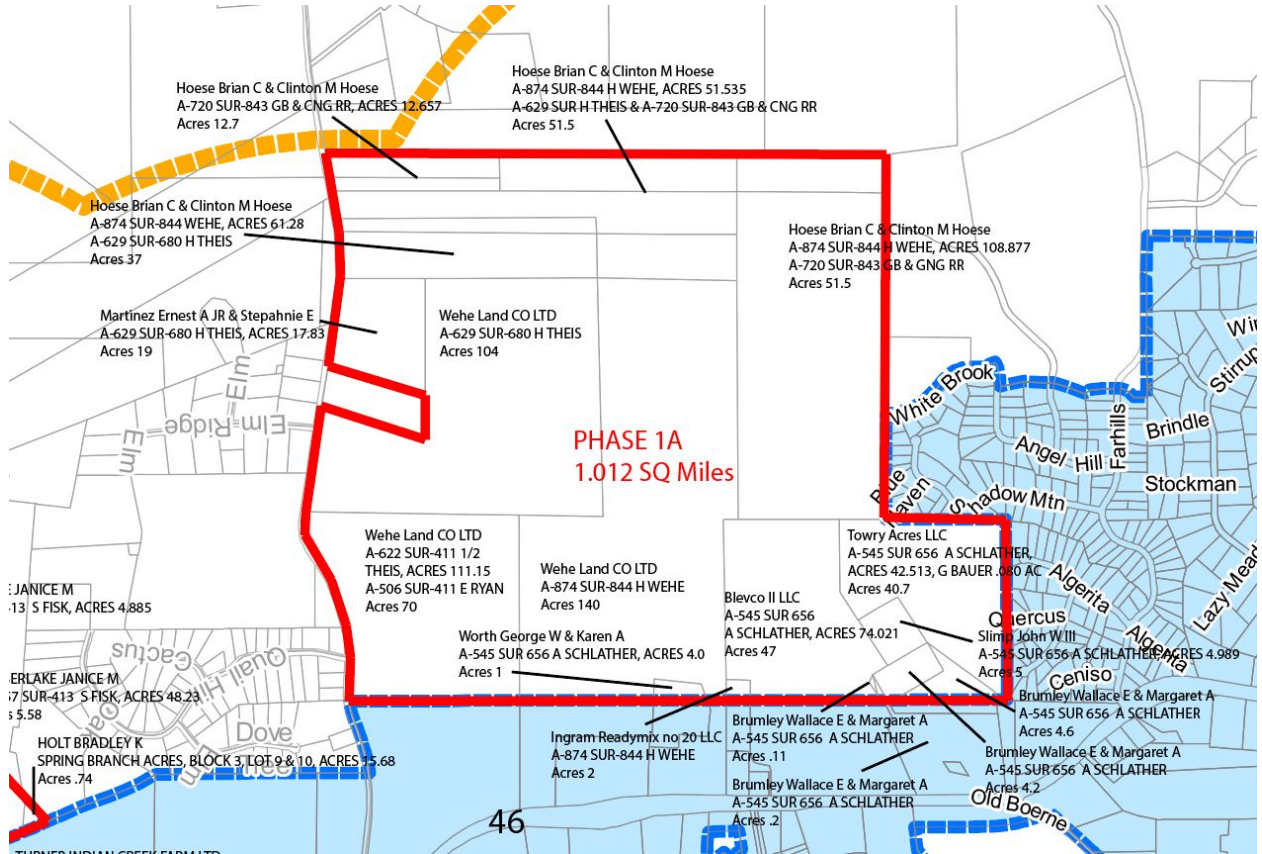 Hoese Brian C & Clinton M Hoese
A-720 SUR-843 GB & CNG RR, ACRES 12.657
Acres 12.7
Hoese Brian C & Clinton M Hoese
A-874 SUR-844 H WEHE, ACRES 51.535
A-629 SUR H THEIS & A-720 SUR-843 GB & CNG RR
Acres 51.5
Hoese Brian C & Clinton M Hoese
A-874 SUR-844 WEHE, ACRES 61.28
A-629 SUR-680 H THEIS
Acres 37
Hoese Brian C & Clinton M Hoese
A-874 SUR-844 H WEHE, ACRES 108.877
A-720 SUR-843 GB & GNG RR
Acres 51.5
Martinez Ernest A JR & Stepahnie E
A-629 SUR-680 H THEIS, ACRES 17.83
Acres 19
Wehe Land CO LTD
A-629 SUR-680 H THEIS
Acres 104
Elm
Elm Ridge
Elm
PHASE 1A
1.012 SQ Miles
White Brook
Stirrup
Brindle
Farhills
Angel Hill
Stockman
Haven
Shadow Mtn
Wehe Land CO LTD
A-622 SUR-411 1/2
THEIS, ACRES 111.15
A-506 SUR-411 E RYAN
Acres 70
Wehe Land CO LTD
A-874 SUR-844 H WEHE
Acres 140
Towry Acres LLC
A-545 SUR 656 A SCHLATHER,
ACRES 42.513, G BAUER .080 AC
Acres 40.7
Blevco II LLC
A-545 SUR 656
A SCHLATHER, ACRES 74.021
Acres 47
Algerita
Lazy Mead
Algerita
Quercus
Ceniso
Slimp John W III
A-545 SUR 656 A SCHLATHER, ACRES 4.989
Acres 5
Worth George W & Karen A
A-545 SUR 656 A SCHLATHER, ACRES 4.0
Acres 1
JANICE M
13 S FISK, ACRES 4.885
Cactus
Quail Hill
ERLAKE JANICE M
57 SUR-413 S FISK, ACRES 48.23
s 5.58
Oak
Elm
Dove
Tree
HOLT BRADLEY K
SPRING BRANCH ACRES, BLOCK 3, LOT 9 & 10, ACRES 15.68
Acres .74
Ingram Readymix no 20 LLC
A-874 SUR-844 H WEHE
Acres 2
Brumley Wallace E & Margaret A
A-545 SUR 656 A SCHLATHER
Acres .11
Brumley Wallace E & Margaret A
A-545 SUR 656 A SCHLATHER
Acres .2
Brumley Wallace E & Margaret A
A-545 SUR 656 A SCHLATHER
Acres 4.6
Brumley Wallace E & Margaret A
A-545 SUR 656 A SCHLATHER
Acres 4.2
Old Boerne
46
TURNER INDIAN CREEK FARM LTD